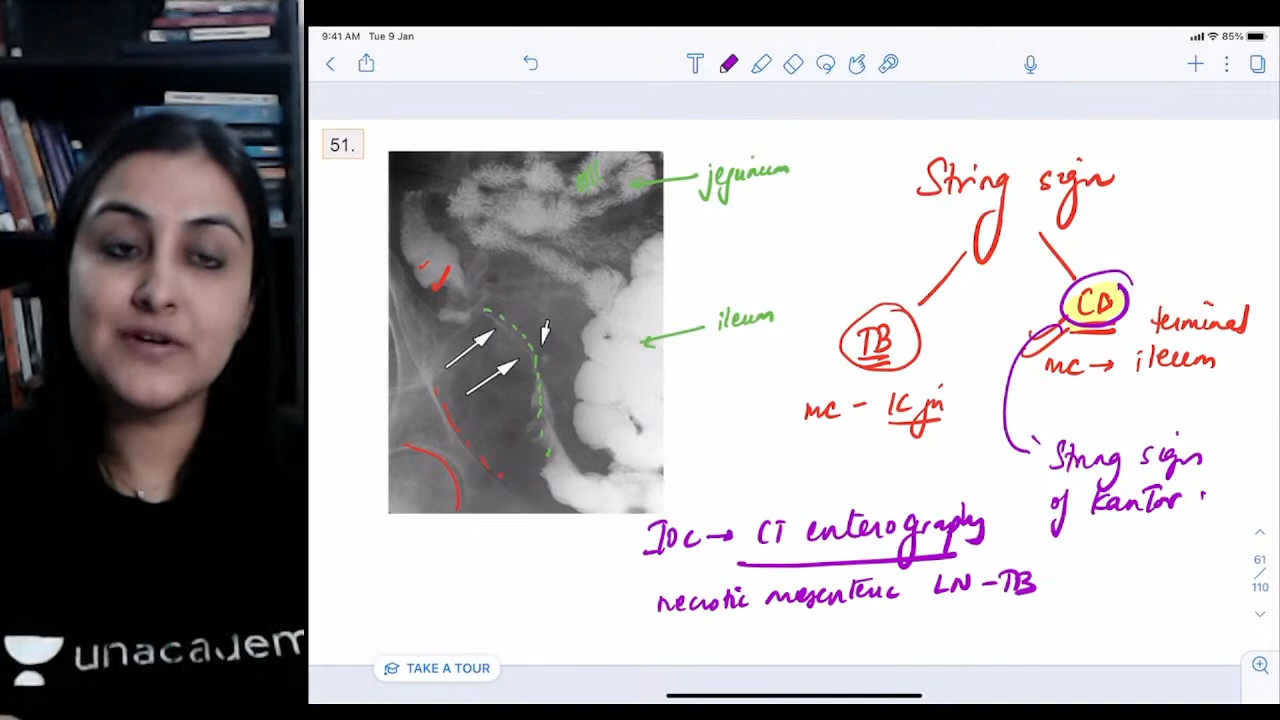 9:41 AM Tue 9 Jan
85%
51.
jejunum
String sign
ileum
TB
CD
terminal
mc → ileum
mc - IC jn
String sign
of Kantor
IOC → CT enterography
necrotic mesenteric LN - TB
61
/
110
unacadem
TAKE A TOUR